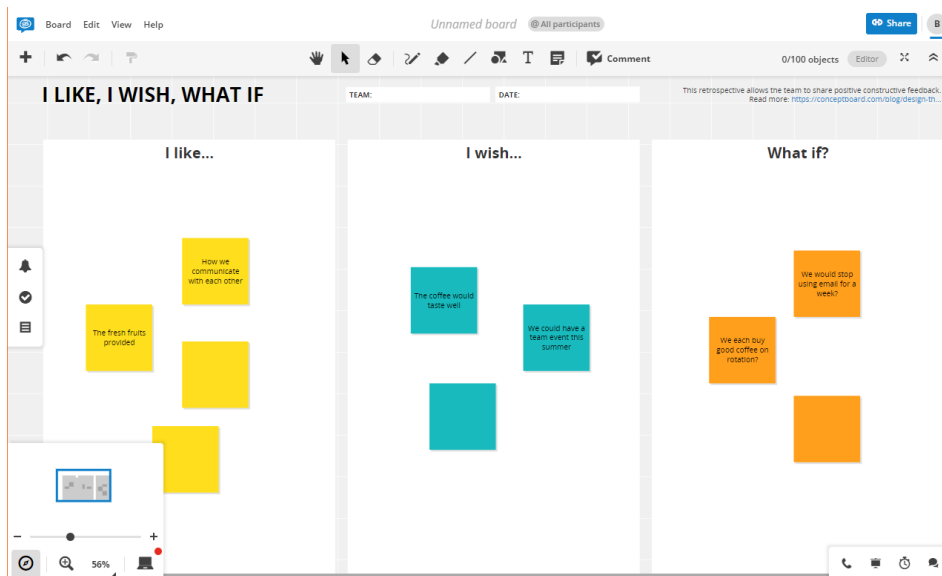 Board Edit View Help
Unnamed board
@ All participants
Share
B
Comment
0/100 objects
Editor
I LIKE, I WISH, WHAT IF
TEAM:
DATE:
This retrospective allows the team to share positive constructive feedback.
Read more: https://conceptboard.com/blog/design-th...
I like...
I wish...
What if?
How we
communicate
with each other
The fresh fruits
provided
The coffee would
taste well
We could have a
team event this
summer
We would stop
using email for a
week?
We each buy
good coffee on
rotation?
56%